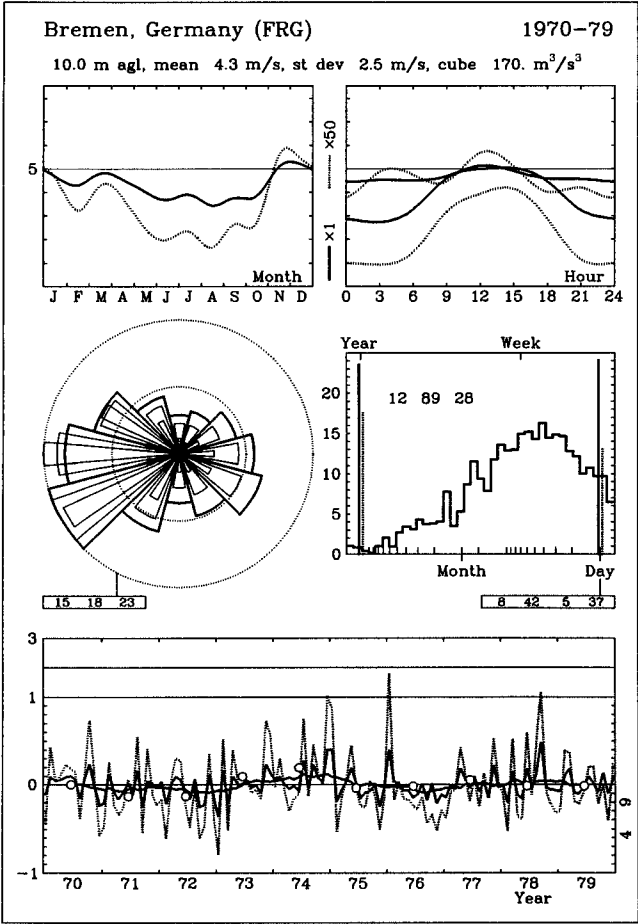 Bremen, Germany (FRG) 1970-79
10.0 m agl, mean 4.3 m/s, st dev 2.5 m/s, cube 170. m³/s³
5
Month
J F M A M J J A S O N D
×1 ×50
Hour
0 3 6 9 12 15 18 21 24
Year Week
12 89 28
20
15
10
5
0
Month Day
15 18 23
8 42 5 37
3
1
0
-1
70 71 72 73 74 75 76 77 78 79
Year
4 9